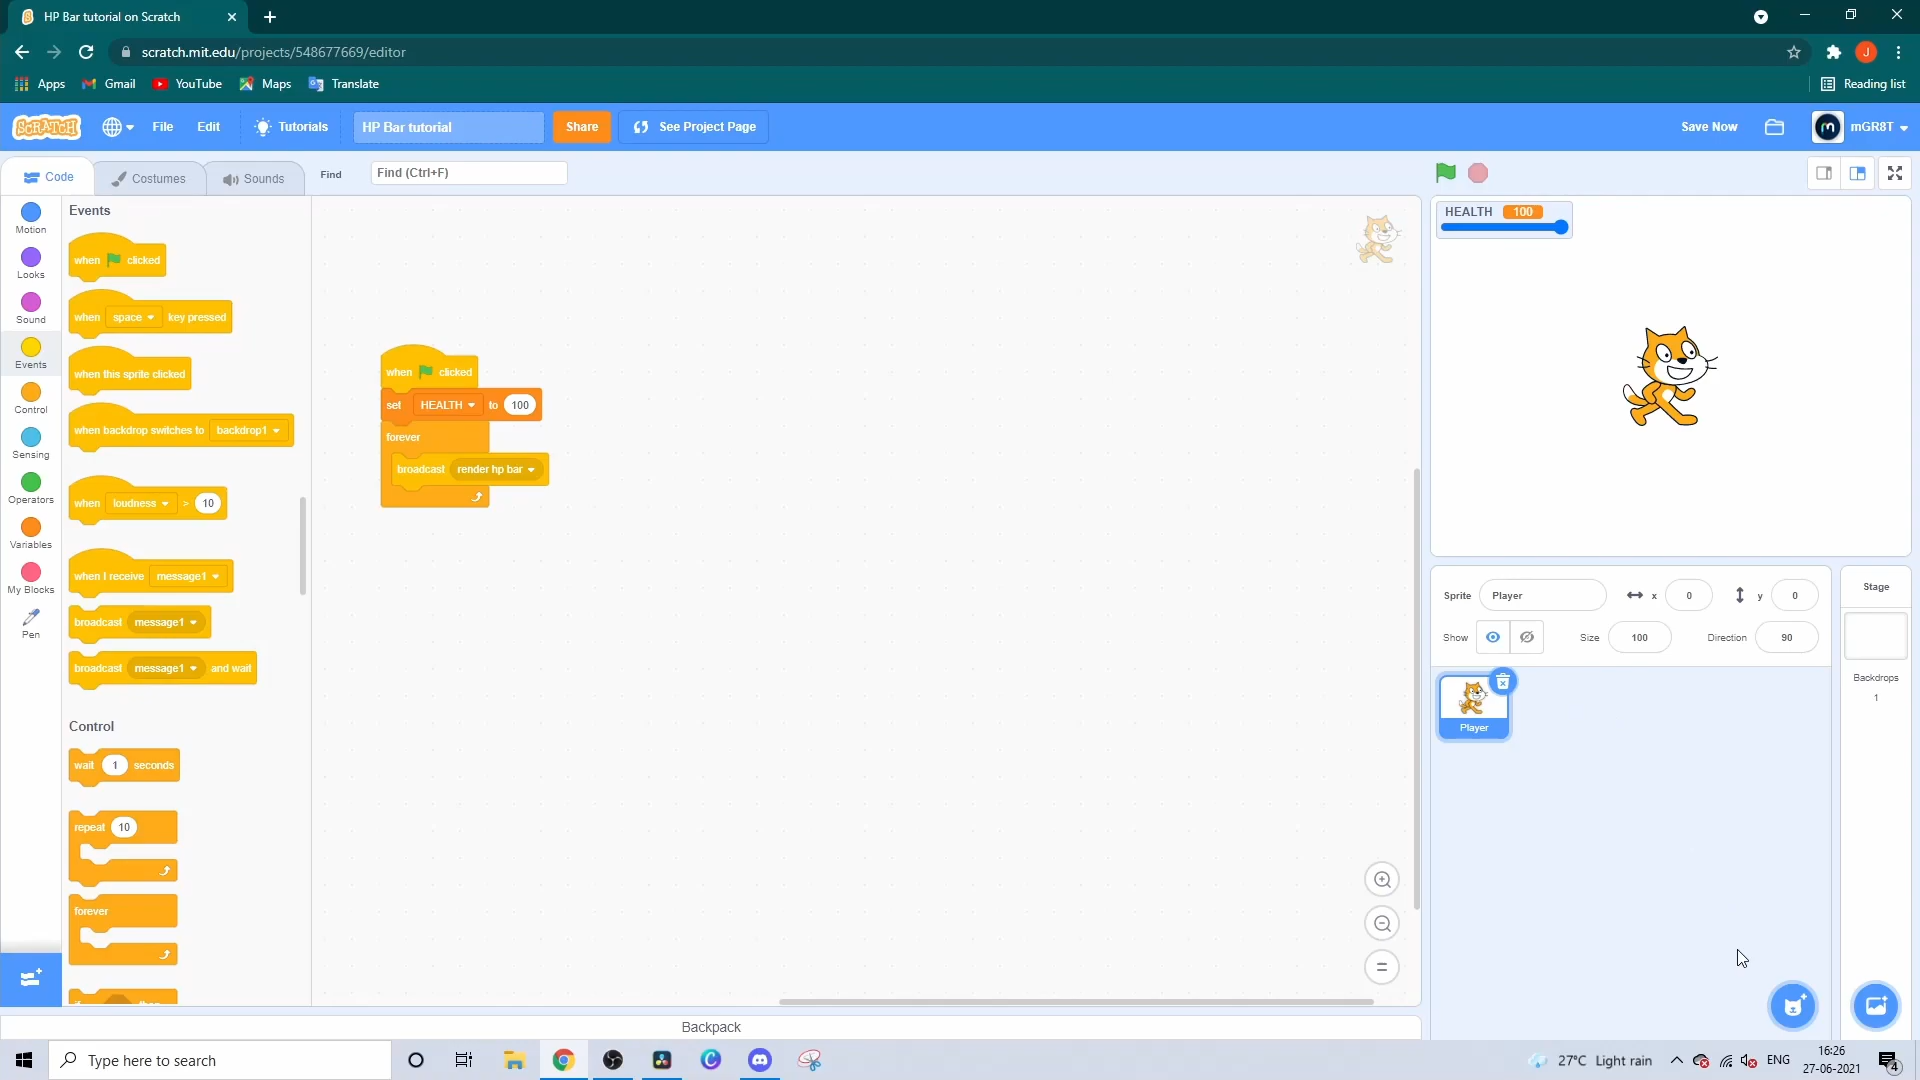 HP Bar tutorial on Scratch
scratch.mit.edu/projects/548677669/editor
J
Apps Gmail YouTube Maps Translate
Reading list
SCRATCH File Edit Tutorials HP Bar tutorial Share See Project Page Save Now m mGR8T
Code Costumes Sounds Find Find (Ctrl+F)
Motion
Looks
Sound
Events
Control
Sensing
Operators
Variables
My Blocks
Pen
Events
when clicked
when space key pressed
when this sprite clicked
when backdrop switches to backdrop1
when loudness > 10
when I receive message1
broadcast message1
broadcast message1 and wait
Control
wait 1 seconds
repeat 10
forever
when clicked
set HEALTH to 100
forever
broadcast render hp bar
HEALTH 100
Sprite Player x 0 y 0
Show Size 100 Direction 90
Player
Stage
Backdrops
1
Backpack
Type here to search
27°C Light rain ENG
16:26
27-06-2021
4